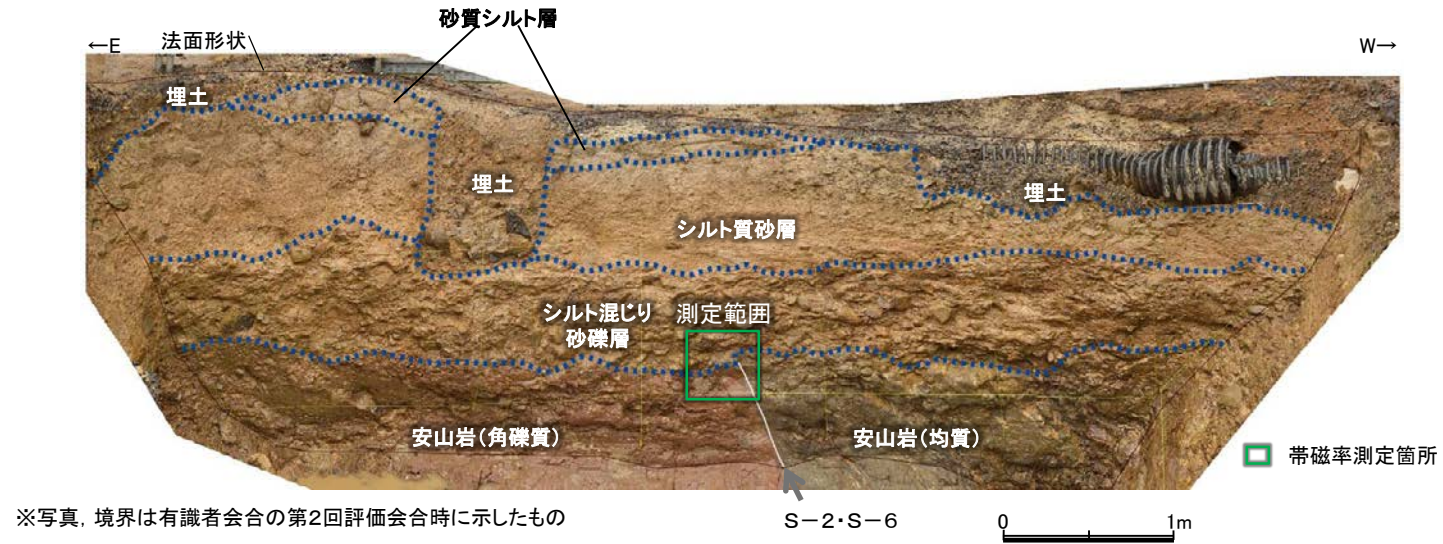 砂質シルト層
←E
法面形状
W→
埋土
埋土
埋土
シルト質砂層
シルト混じり
砂礫層
測定範囲
安山岩(角礫質)
安山岩(均質)
帯磁率測定箇所
※写真，境界は有識者会合の第2回評価会合時に示したもの
S-2・S-6
0
1m